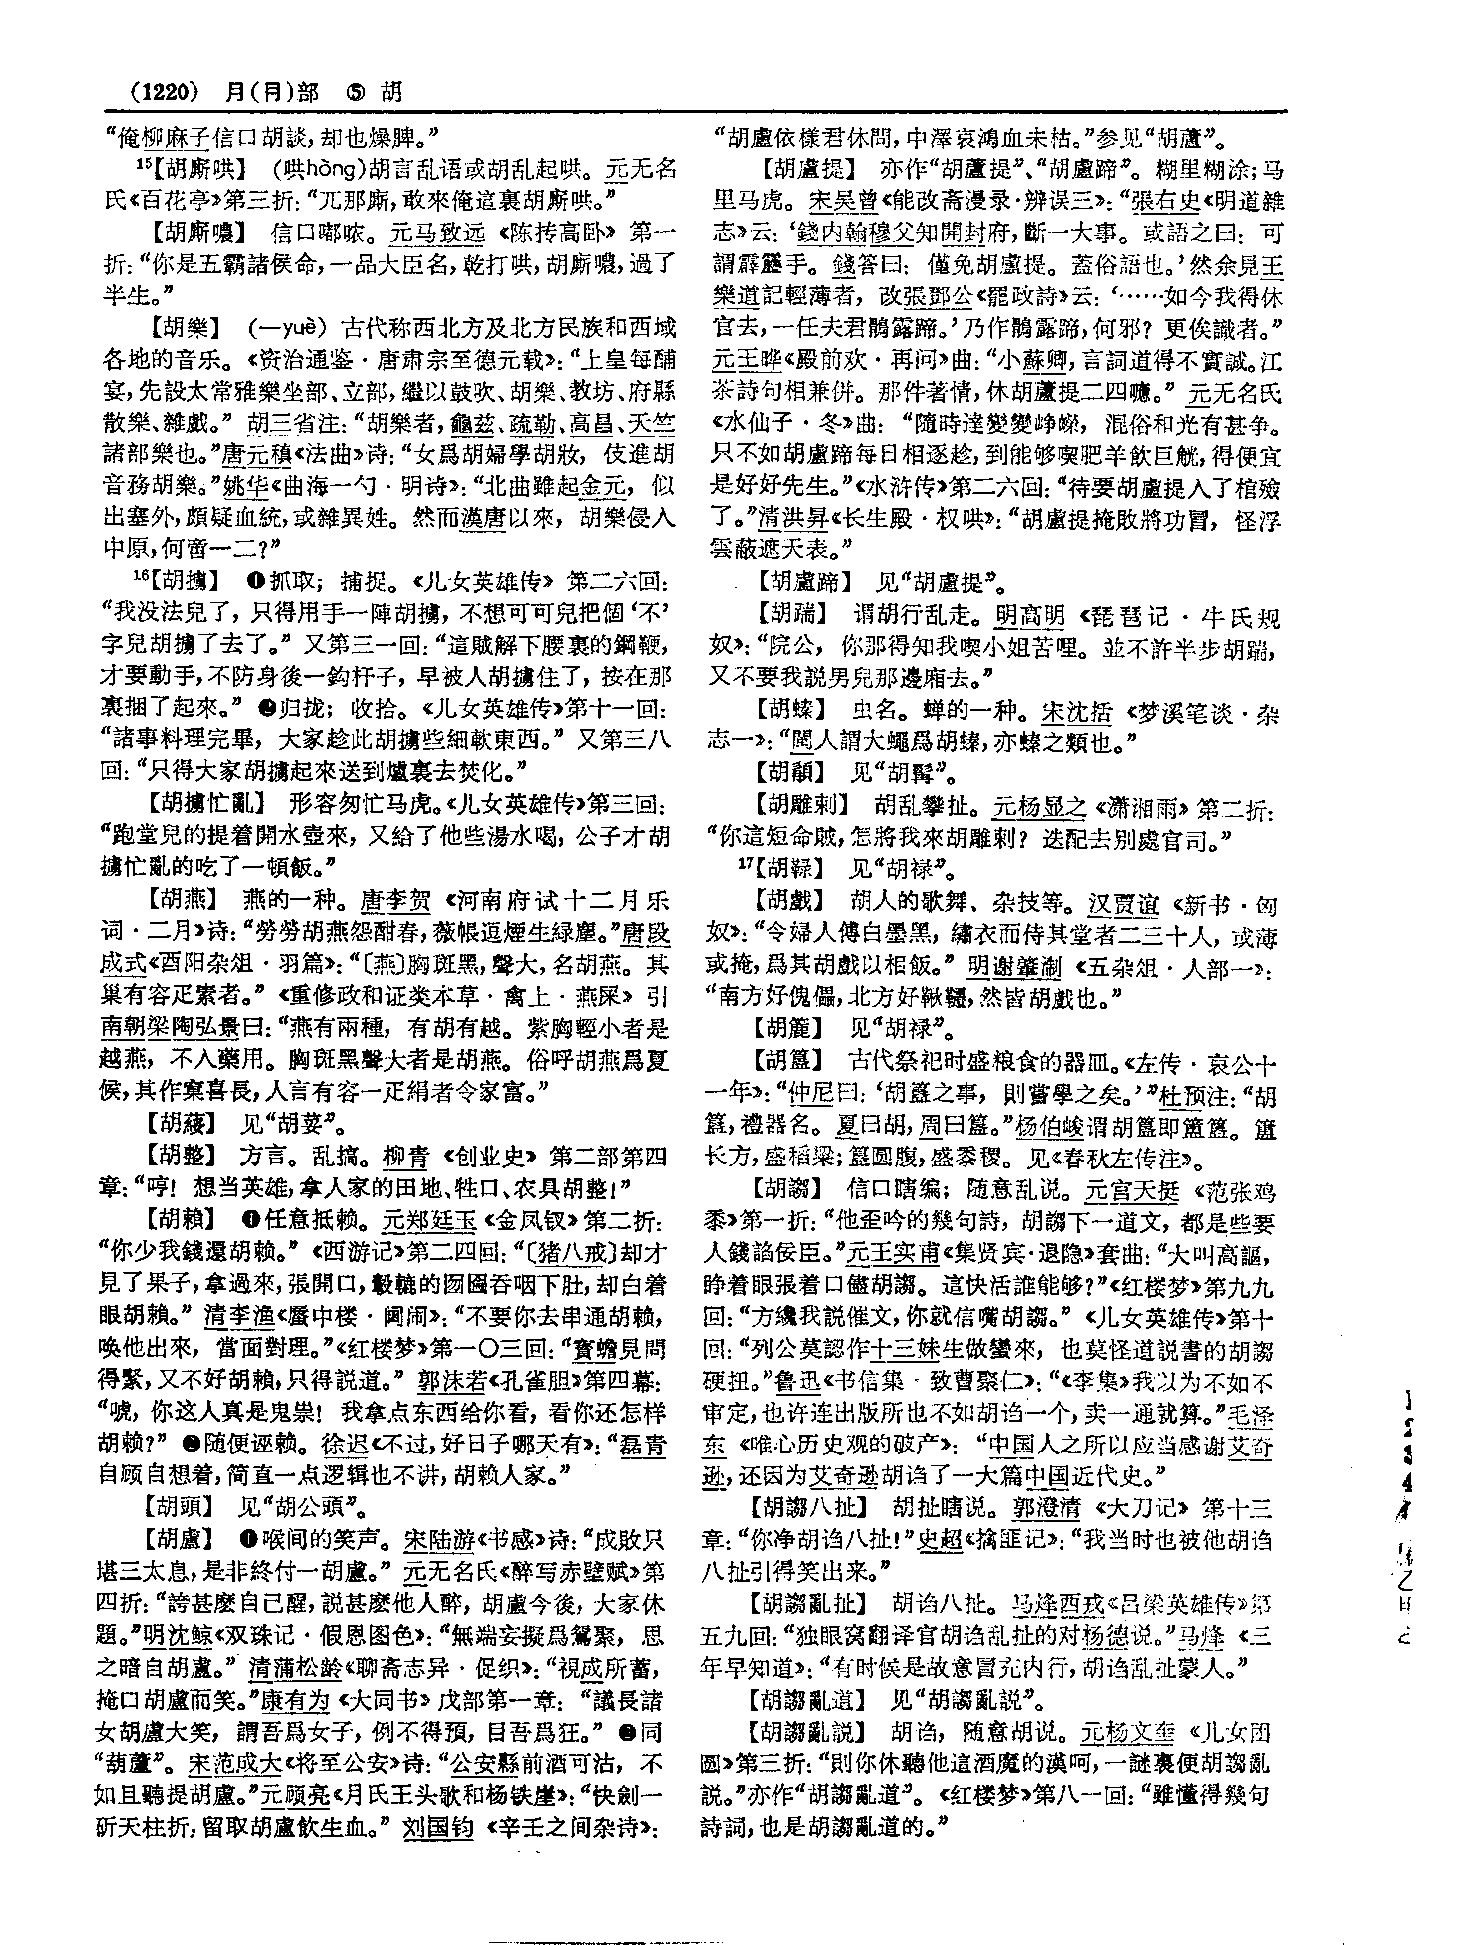 (1220) 月(⺝)部 ⑤ 胡
“俺柳麻子信口胡談，却也燥脾。”
¹⁵【胡廝哄】 (哄hòng)胡言乱语或胡乱起哄。元无名
氏《百花亭》第三折：“兀那廝，敢來俺這裏胡廝哄。”
【胡廝噥】 信口嘟哝。元马致远《陈抟高卧》第一
折：“你是五霸諸侯命，一品大臣名，乾打哄，胡廝噥，過了
半生。”
【胡樂】 (—yuè) 古代称西北方及北方民族和西域
各地的音乐。《资治通鉴·唐肃宗至德元载》：“上皇每酺
宴，先設太常雅樂坐部、立部，繼以鼓吹、胡樂、教坊、府縣
散樂、雜戲。” 胡三省注：“胡樂者，龜兹、疏勒、高昌、天竺
諸部樂也。”唐元稹《法曲》诗：“女爲胡婦學胡妝，伎進胡
音務胡樂。”姚华《曲海一勺·明诗》：“北曲雖起金元，似
出塞外，頗疑血統，或雜異姓。然而漢唐以來，胡樂侵入
中原，何啻一二？”
¹⁶【胡擄】 ❶抓取；捕捉。《儿女英雄传》第二六回：
“我没法兒了，只得用手一陣胡擄，不想可可兒把個‘不’
字兒胡擄了去了。” 又第三一回：“這賊解下腰裏的鋼鞭，
才要動手，不防身後一鈎杆子，早被人胡擄住了，按在那
裏捆了起來。” ❷归拢；收拾。《儿女英雄传》第十一回：
“諸事料理完畢，大家趁此胡擄些細軟東西。” 又第三八
回：“只得大家胡擄起來送到爐裏去焚化。”
【胡擄忙亂】 形容匆忙马虎。《儿女英雄传》第三回：
“跑堂兒的提着開水壺來，又給了他些湯水喝，公子才胡
擄忙亂的吃了一頓飯。”
【胡燕】 燕的一种。唐李贺《河南府试十二月乐
词·二月》诗：“勞勞胡燕怨酣春，薇帳逗煙生緑塵。”唐段
成式《酉阳杂俎·羽篇》：“〔燕〕胸斑黑，聲大，名胡燕。其
巢有容疋素者。”《重修政和证类本草·禽上·燕屎》引
南朝梁陶弘景曰：“燕有兩種，有胡有越。紫胸輕小者是
越燕，不入藥用。胸斑黑聲大者是胡燕。俗呼胡燕爲夏
候，其作窠喜長，人言有容一疋絹者令家富。”
【胡荾】 见“胡荽”。
【胡整】 方言。乱搞。柳青《创业史》第二部第四
章：“哼！想当英雄，拿人家的田地、牲口、农具胡整！”
【胡賴】 ❶任意抵赖。元郑廷玉《金凤钗》第二折：
“你少我錢還胡賴。”《西游记》第二四回：“〔猪八戒〕却才
見了果子，拿過來，張開口，轂轆的囫圇吞咽下肚，却白着
眼胡賴。” 清李渔《蜃中楼·阃闹》：“不要你去串通胡赖，
唤他出來，當面對理。”《红楼梦》第一〇三回：“寶蟾見問
得緊，又不好胡賴，只得説道。” 郭沫若《孔雀胆》第四幕：
“唬，你这人真是鬼祟！我拿点东西给你看，看你还怎样
胡赖？” ❷随便诬赖。徐迟《不过，好日子哪天有》：“磊青
自顾自想着，简直一点逻辑也不讲，胡赖人家。”
【胡頭】 见“胡公頭”。
【胡盧】 ❶喉间的笑声。宋陆游《书感》诗：“成敗只
堪三太息，是非終付一胡盧。” 元无名氏《醉写赤壁赋》第
四折：“誇甚麽自己醒，説甚麽他人醉，胡盧今後，大家休
題。”明沈鲸《双珠记·假恩图色》：“無端妄擬爲鴛聚，思
之暗自胡盧。” 清蒲松龄《聊斋志异·促织》：“視成所蓄，
掩口胡盧而笑。”康有为《大同书》戊部第一章：“議長諸
女胡盧大笑，謂吾爲女子，例不得預，目吾爲狂。” ❷同
“葫蘆”。宋范成大《将至公安》诗：“公安縣前酒可沽，不
如且聽提胡盧。”元顾亮《月氏王头歌和杨铁崖》：“快劍一
斫天柱折，留取胡盧飲生血。” 刘国钧《辛壬之间杂诗》：
“胡盧依樣君休問，中澤哀鴻血未枯。”参见“胡蘆”。
【胡盧提】 亦作“胡蘆提”、“胡盧蹄”。糊里糊涂；马
里马虎。宋吴曾《能改斋漫录·辨误三》：“張右史《明道雜
志》云：‘錢内翰穆父知開封府，斷一大事。或語之曰：可
謂霹靂手。錢答曰：僅免胡盧提。蓋俗語也。’然余見王
樂道記輕薄者，改張鄧公《罷政詩》云：‘……如今我得休
官去，一任夫君鶻露蹄。’乃作鶻露蹄，何邪？更俟識者。”
元王晔《殿前欢·再问》曲：“小蘇卿，言詞道得不實誠。江
茶詩句相兼併。那件著情，休胡蘆提二四應。” 元无名氏
《水仙子·冬》曲：“隨時達變變峥嶸，混俗和光有甚争。
只不如胡盧蹄每日相逐趁，到能够喫肥羊飲巨觥，得便宜
是好好先生。”《水浒传》第二六回：“待要胡盧提入了棺殮
了。”清洪昇《长生殿·权哄》：“胡盧提掩敗將功冒，怪浮
雲蔽遮天表。”
【胡盧蹄】 见“胡盧提”。
【胡踹】 谓胡行乱走。明高明《琵琶记·牛氏规
奴》：“院公，你那得知我喫小姐苦哩。並不許半步胡踹，
又不要我説男兒那邊廂去。”
【胡螓】 虫名。蝉的一种。宋沈括《梦溪笔谈·杂
志一》：“閩人謂大蠅爲胡螓，亦螓之類也。”
【胡顬】 见“胡髯”。
【胡雕剌】 胡乱攀扯。元杨显之《潇湘雨》第二折：
“你這短命賊，怎將我來胡雕剌？迭配去别處官司。”
¹⁷【胡䩮】 见“胡禄”。
【胡戲】 胡人的歌舞、杂技等。汉贾谊《新书·匈
奴》：“令婦人傅白墨黑，繡衣而侍其堂者二三十人，或薄
或掩，爲其胡戲以相飯。” 明谢肇淛《五杂俎·人部一》：
“南方好傀儡，北方好鞦韆，然皆胡戲也。”
【胡簏】 见“胡禄”。
【胡簋】 古代祭祀时盛粮食的器皿。《左传·哀公十
一年》：“仲尼曰：‘胡簋之事，則嘗學之矣。’”杜预注：“胡
簋，禮器名。夏曰胡，周曰簋。”杨伯峻谓胡簋即簠簋。簠
长方，盛稻粱；簋圆腹，盛黍稷。见《春秋左传注》。
【胡謅】 信口瞎编；随意乱说。元宫天挺《范张鸡
黍》第一折：“他歪吟的幾句詩，胡謅下一道文，都是些要
人錢諂佞臣。”元王实甫《集贤宾·退隐》套曲：“大叫高謳，
睁着眼張着口儘胡謅。這快活誰能够？”《红楼梦》第九九
回：“方纔我説催文，你就信嘴胡謅。”《儿女英雄传》第十
回：“列公莫認作十三妹生做蠻來，也莫怪道説書的胡謅
硬扭。”鲁迅《书信集·致曹聚仁》：“《李集》我以为不如不
审定，也许连出版所也不如胡诌一个，卖一通就算。”毛泽
东《唯心历史观的破产》：“中国人之所以应当感谢艾奇
逊，还因为艾奇逊胡诌了一大篇中国近代史。”
【胡謅八扯】 胡扯瞎说。郭澄清《大刀记》第十三
章：“你净胡诌八扯！”史超《擒匪记》：“我当时也被他胡诌
八扯引得笑出来。”
【胡謅亂扯】 胡诌八扯。马烽西戎《吕梁英雄传》第
五九回：“独眼窝翻译官胡诌乱扯的对杨德说。”马烽《三
年早知道》：“有时候是故意冒充内行，胡诌乱扯蒙人。”
【胡謅亂道】 见“胡謅亂説”。
【胡謅亂説】 胡诌，随意胡说。元杨文奎《儿女团
圆》第三折：“則你休聽他這酒魔的漢呵，一謎裏便胡謅亂
説。”亦作“胡謅亂道”。《红楼梦》第八一回：“雖懂得幾句
詩詞，也是胡謅亂道的。”